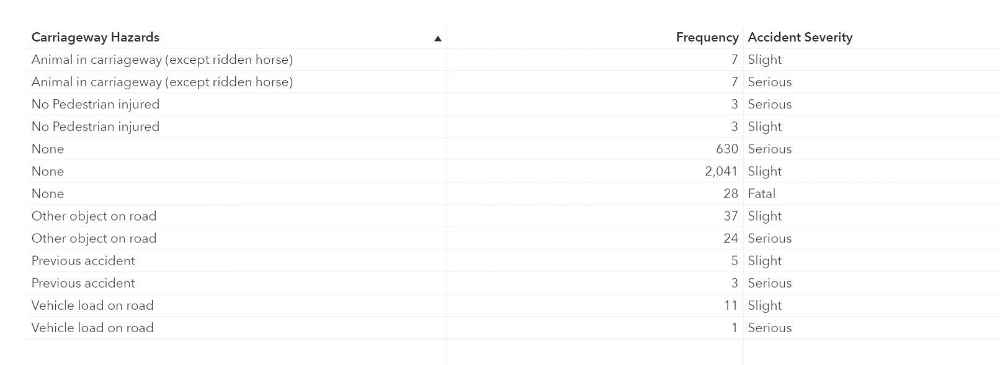 Carriageway Hazards ▲ Frequency Accident Severity
Animal in carriageway (except ridden horse) 7 Slight
Animal in carriageway (except ridden horse) 7 Serious
No Pedestrian injured 3 Serious
No Pedestrian injured 3 Slight
None 630 Serious
None 2,041 Slight
None 28 Fatal
Other object on road 37 Slight
Other object on road 24 Serious
Previous accident 5 Slight
Previous accident 3 Serious
Vehicle load on road 11 Slight
Vehicle load on road 1 Serious